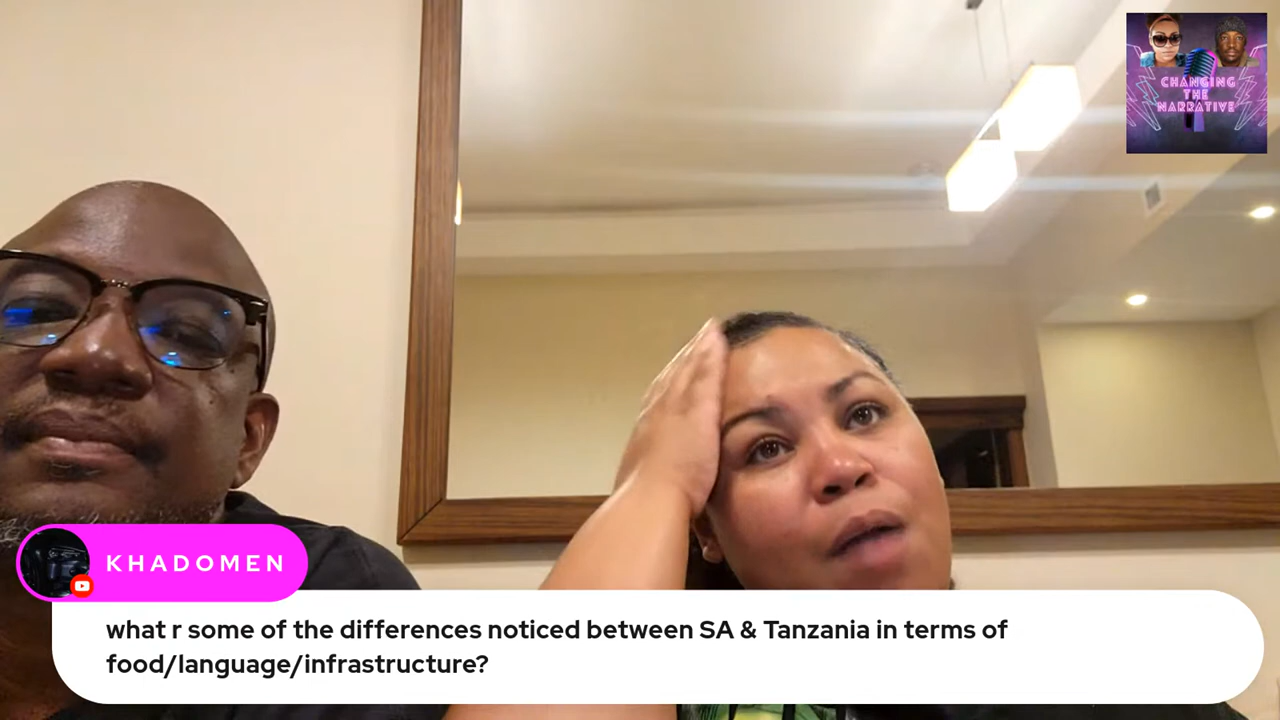 CHANGING
THE
NARRATIVE
KHADOMEN
what r some of the differences noticed between SA & Tanzania in terms of
food/language/infrastructure?